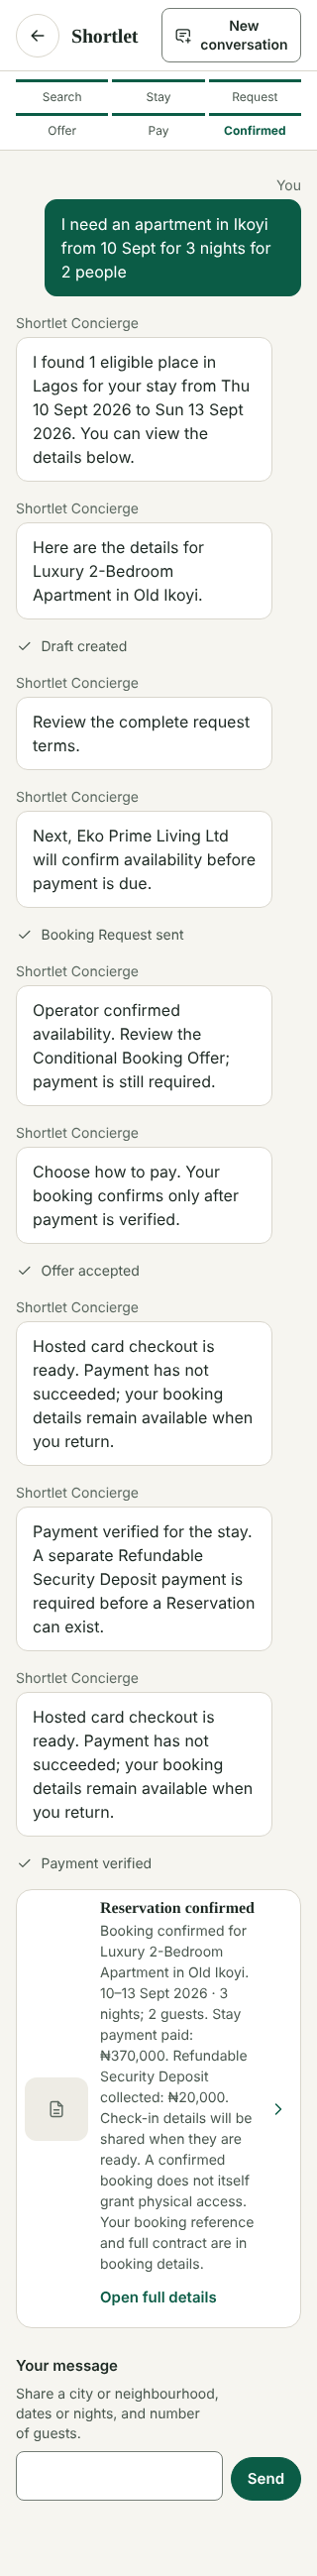 Shortlet
New
conversation
Search
Stay
Request
Offer
Pay
Confirmed
You
I need an apartment in Ikoyi
from 10 Sept for 3 nights for
2 people
Shortlet Concierge
I found 1 eligible place in
Lagos for your stay from Thu
10 Sept 2026 to Sun 13 Sept
2026. You can view the
details below.
Shortlet Concierge
Here are the details for
Luxury 2-Bedroom
Apartment in Old Ikoyi.
Draft created
Shortlet Concierge
Review the complete request
terms.
Shortlet Concierge
Next, Eko Prime Living Ltd
will confirm availability before
payment is due.
Booking Request sent
Shortlet Concierge
Operator confirmed
availability. Review the
Conditional Booking Offer;
payment is still required.
Shortlet Concierge
Choose how to pay. Your
booking confirms only after
payment is verified.
Offer accepted
Shortlet Concierge
Hosted card checkout is
ready. Payment has not
succeeded; your booking
details remain available when
you return.
Shortlet Concierge
Payment verified for the stay.
A separate Refundable
Security Deposit payment is
required before a Reservation
can exist.
Shortlet Concierge
Hosted card checkout is
ready. Payment has not
succeeded; your booking
details remain available when
you return.
Payment verified
Reservation confirmed
Booking confirmed for
Luxury 2-Bedroom
Apartment in Old Ikoyi.
10–13 Sept 2026 · 3
nights; 2 guests. Stay
payment paid:
₦370,000. Refundable
Security Deposit
collected: ₦20,000.
Check-in details will be
shared when they are
ready. A confirmed
booking does not itself
grant physical access.
Your booking reference
and full contract are in
booking details.
Open full details
Your message
Share a city or neighbourhood,
dates or nights, and number
of guests.
Send